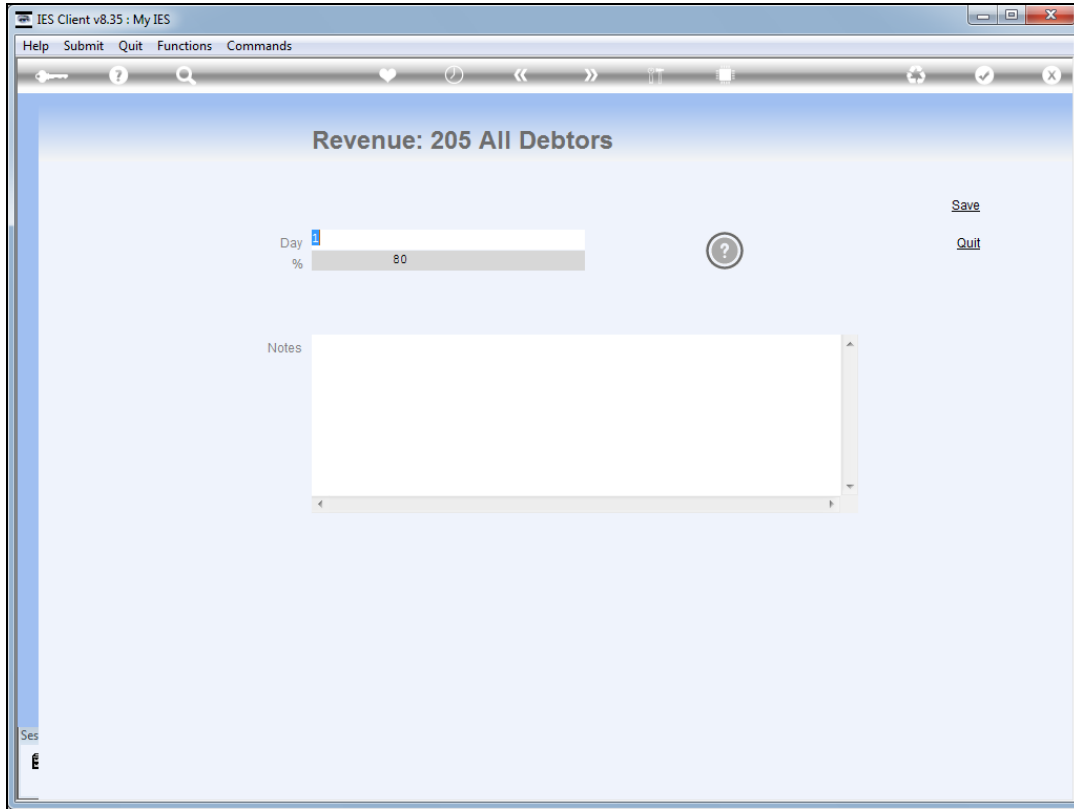 IES Client v8.35 : My IES
Help Submit Quit Functions Commands
Revenue: 205 All Debtors
Save
Day 1
Quit
% 80
Notes
Ses